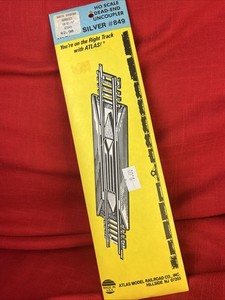 HO SCALE
DEAD-END
UNCOUPLER
SILVER #849
You're on the Right Track
with ATLAS!
ATLAS MODEL RAILROAD CO., INC.
HILLSIDE, NJ 07205